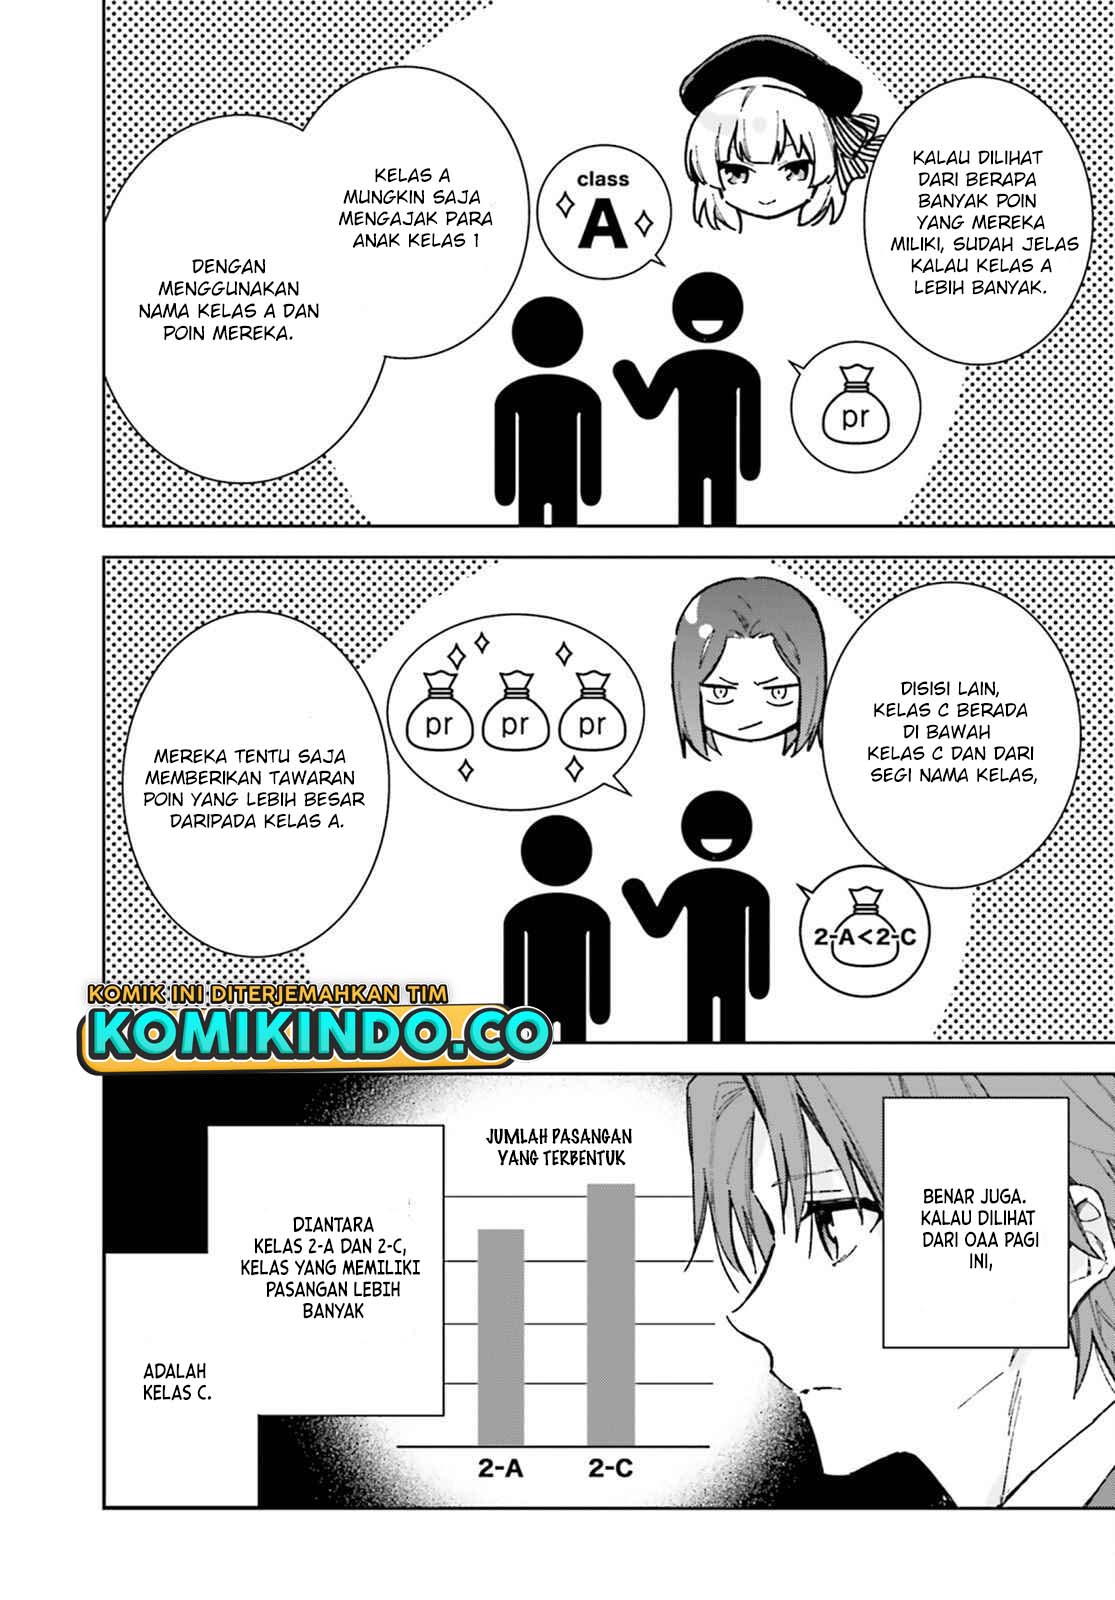 KALAU DILIHAT
DARI BERAPA
BANYAK POIN
YANG MEREKA
MILIKI, SUDAH JELAS
KALAU KELAS A
LEBIH BANYAK.
class
A
pr
KELAS A
MUNGKIN SAJA
MENGAJAK PARA
ANAK KELAS 1
DENGAN
MENGGUNAKAN
NAMA KELAS A DAN
POIN MEREKA.
DISISI LAIN,
KELAS C BERADA
DI BAWAH
KELAS C DAN DARI
SEGI NAMA KELAS,
pr pr pr
2-A<2-C
MEREKA TENTU SAJA
MEMBERIKAN TAWARAN
POIN YANG LEBIH BESAR
DARIPADA KELAS A.
KOMIK INI DITERJEMAHKAN TIM
KOMIKINDO.CO
BENAR JUGA.
KALAU DILIHAT
DARI OAA PAGI
INI,
JUMLAH PASANGAN
YANG TERBENTUK
2-A 2-C
DIANTARA
KELAS 2-A DAN 2-C,
KELAS YANG MEMILIKI
PASANGAN LEBIH
BANYAK
ADALAH
KELAS C.